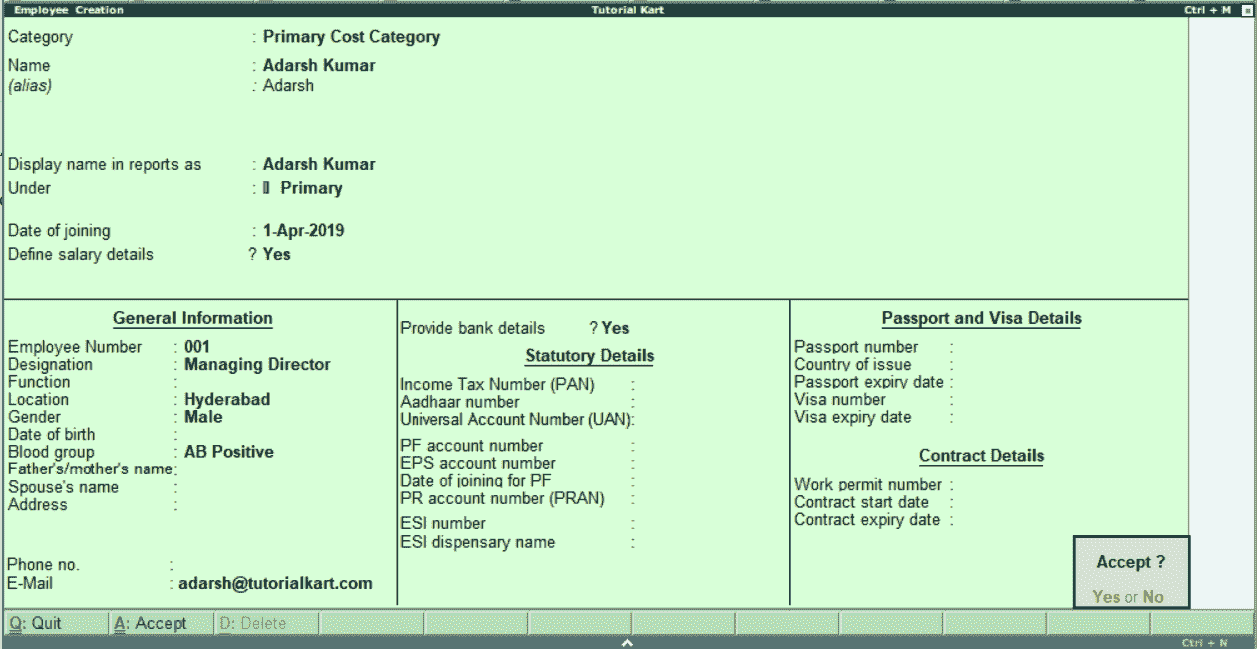 Employee Creation Tutorial Kart Ctrl + M
Category : Primary Cost Category
Name : Adarsh Kumar
(alias) : Adarsh
Display name in reports as : Adarsh Kumar
Under : Primary
Date of joining : 1-Apr-2019
Define salary details ? Yes
General Information
Employee Number : 001
Designation : Managing Director
Function :
Location : Hyderabad
Gender : Male
Date of birth :
Blood group : AB Positive
Father's/mother's name:
Spouse's name :
Address :
Phone no. :
E-Mail : adarsh@tutorialkart.com
Provide bank details ? Yes
Statutory Details
Income Tax Number (PAN) :
Aadhaar number :
Universal Account Number (UAN):
PF account number :
EPS account number :
Date of joining for PF :
PR account number (PRAN) :
ESI number :
ESI dispensary name :
Passport and Visa Details
Passport number :
Country of issue :
Passport expiry date :
Visa number :
Visa expiry date :
Contract Details
Work permit number :
Contract start date :
Contract expiry date :
Accept ?
Yes or No
Q: Quit A: Accept D: Delete
Ctrl + N